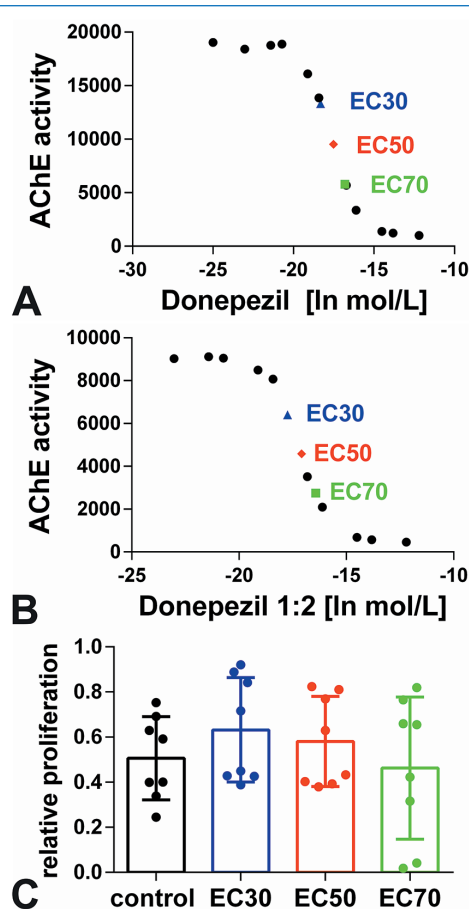 20000
15000
10000
5000
0
AChE activity
EC30
EC50
EC70
-30 -25 -20 -15 -10
A Donepezil [ln mol/L]
10000
8000
6000
4000
2000
0
AChE activity
EC30
EC50
EC70
-25 -20 -15 -10
B Donepezil 1:2 [ln mol/L]
1.0
0.8
0.6
0.4
0.2
0.0
relative proliferation
C control EC30 EC50 EC70